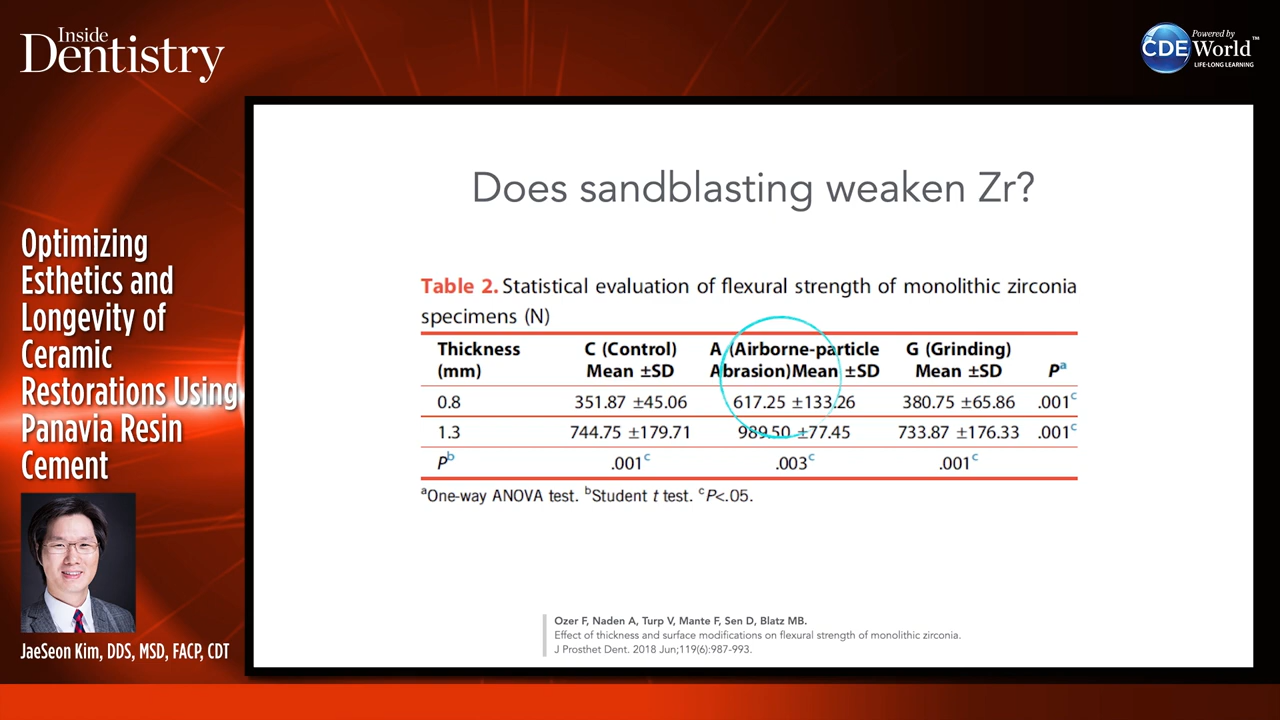 Inside
Dentistry
Powered by
CDEWorld™
LIFE-LONG LEARNING
Optimizing
Esthetics and
Longevity of
Ceramic
Restorations Using
Panavia Resin
Cement
JaeSeon Kim, DDS, MSD, FACP, CDT
Does sandblasting weaken Zr?
Table 2. Statistical evaluation of flexural strength of monolithic zirconia
specimens (N)
Thickness C (Control) A (Airborne-particle G (Grinding)
(mm) Mean ±SD Abrasion)Mean ±SD Mean ±SD Pa
0.8 351.87 ±45.06 617.25 ±133.26 380.75 ±65.86 .001c
1.3 744.75 ±179.71 989.50 ±77.45 733.87 ±176.33 .001c
Pb .001c .003c .001c
aOne-way ANOVA test. bStudent t test. cP<.05.
Ozer F, Naden A, Turp V, Mante F, Sen D, Blatz MB.
Effect of thickness and surface modifications on flexural strength of monolithic zirconia.
J Prosthet Dent. 2018 Jun;119(6):987-993.